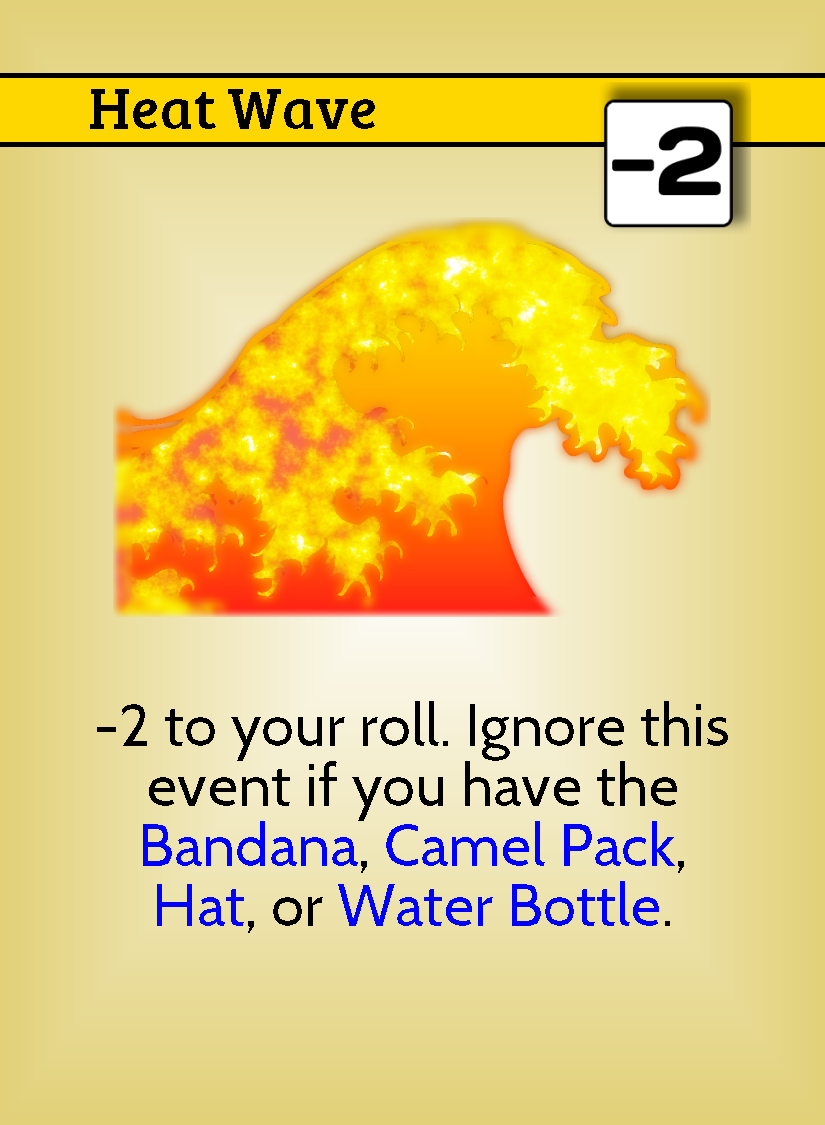 Heat Wave
-2
-2 to your roll. Ignore this
event if you have the
Bandana, Camel Pack,
Hat, or Water Bottle.